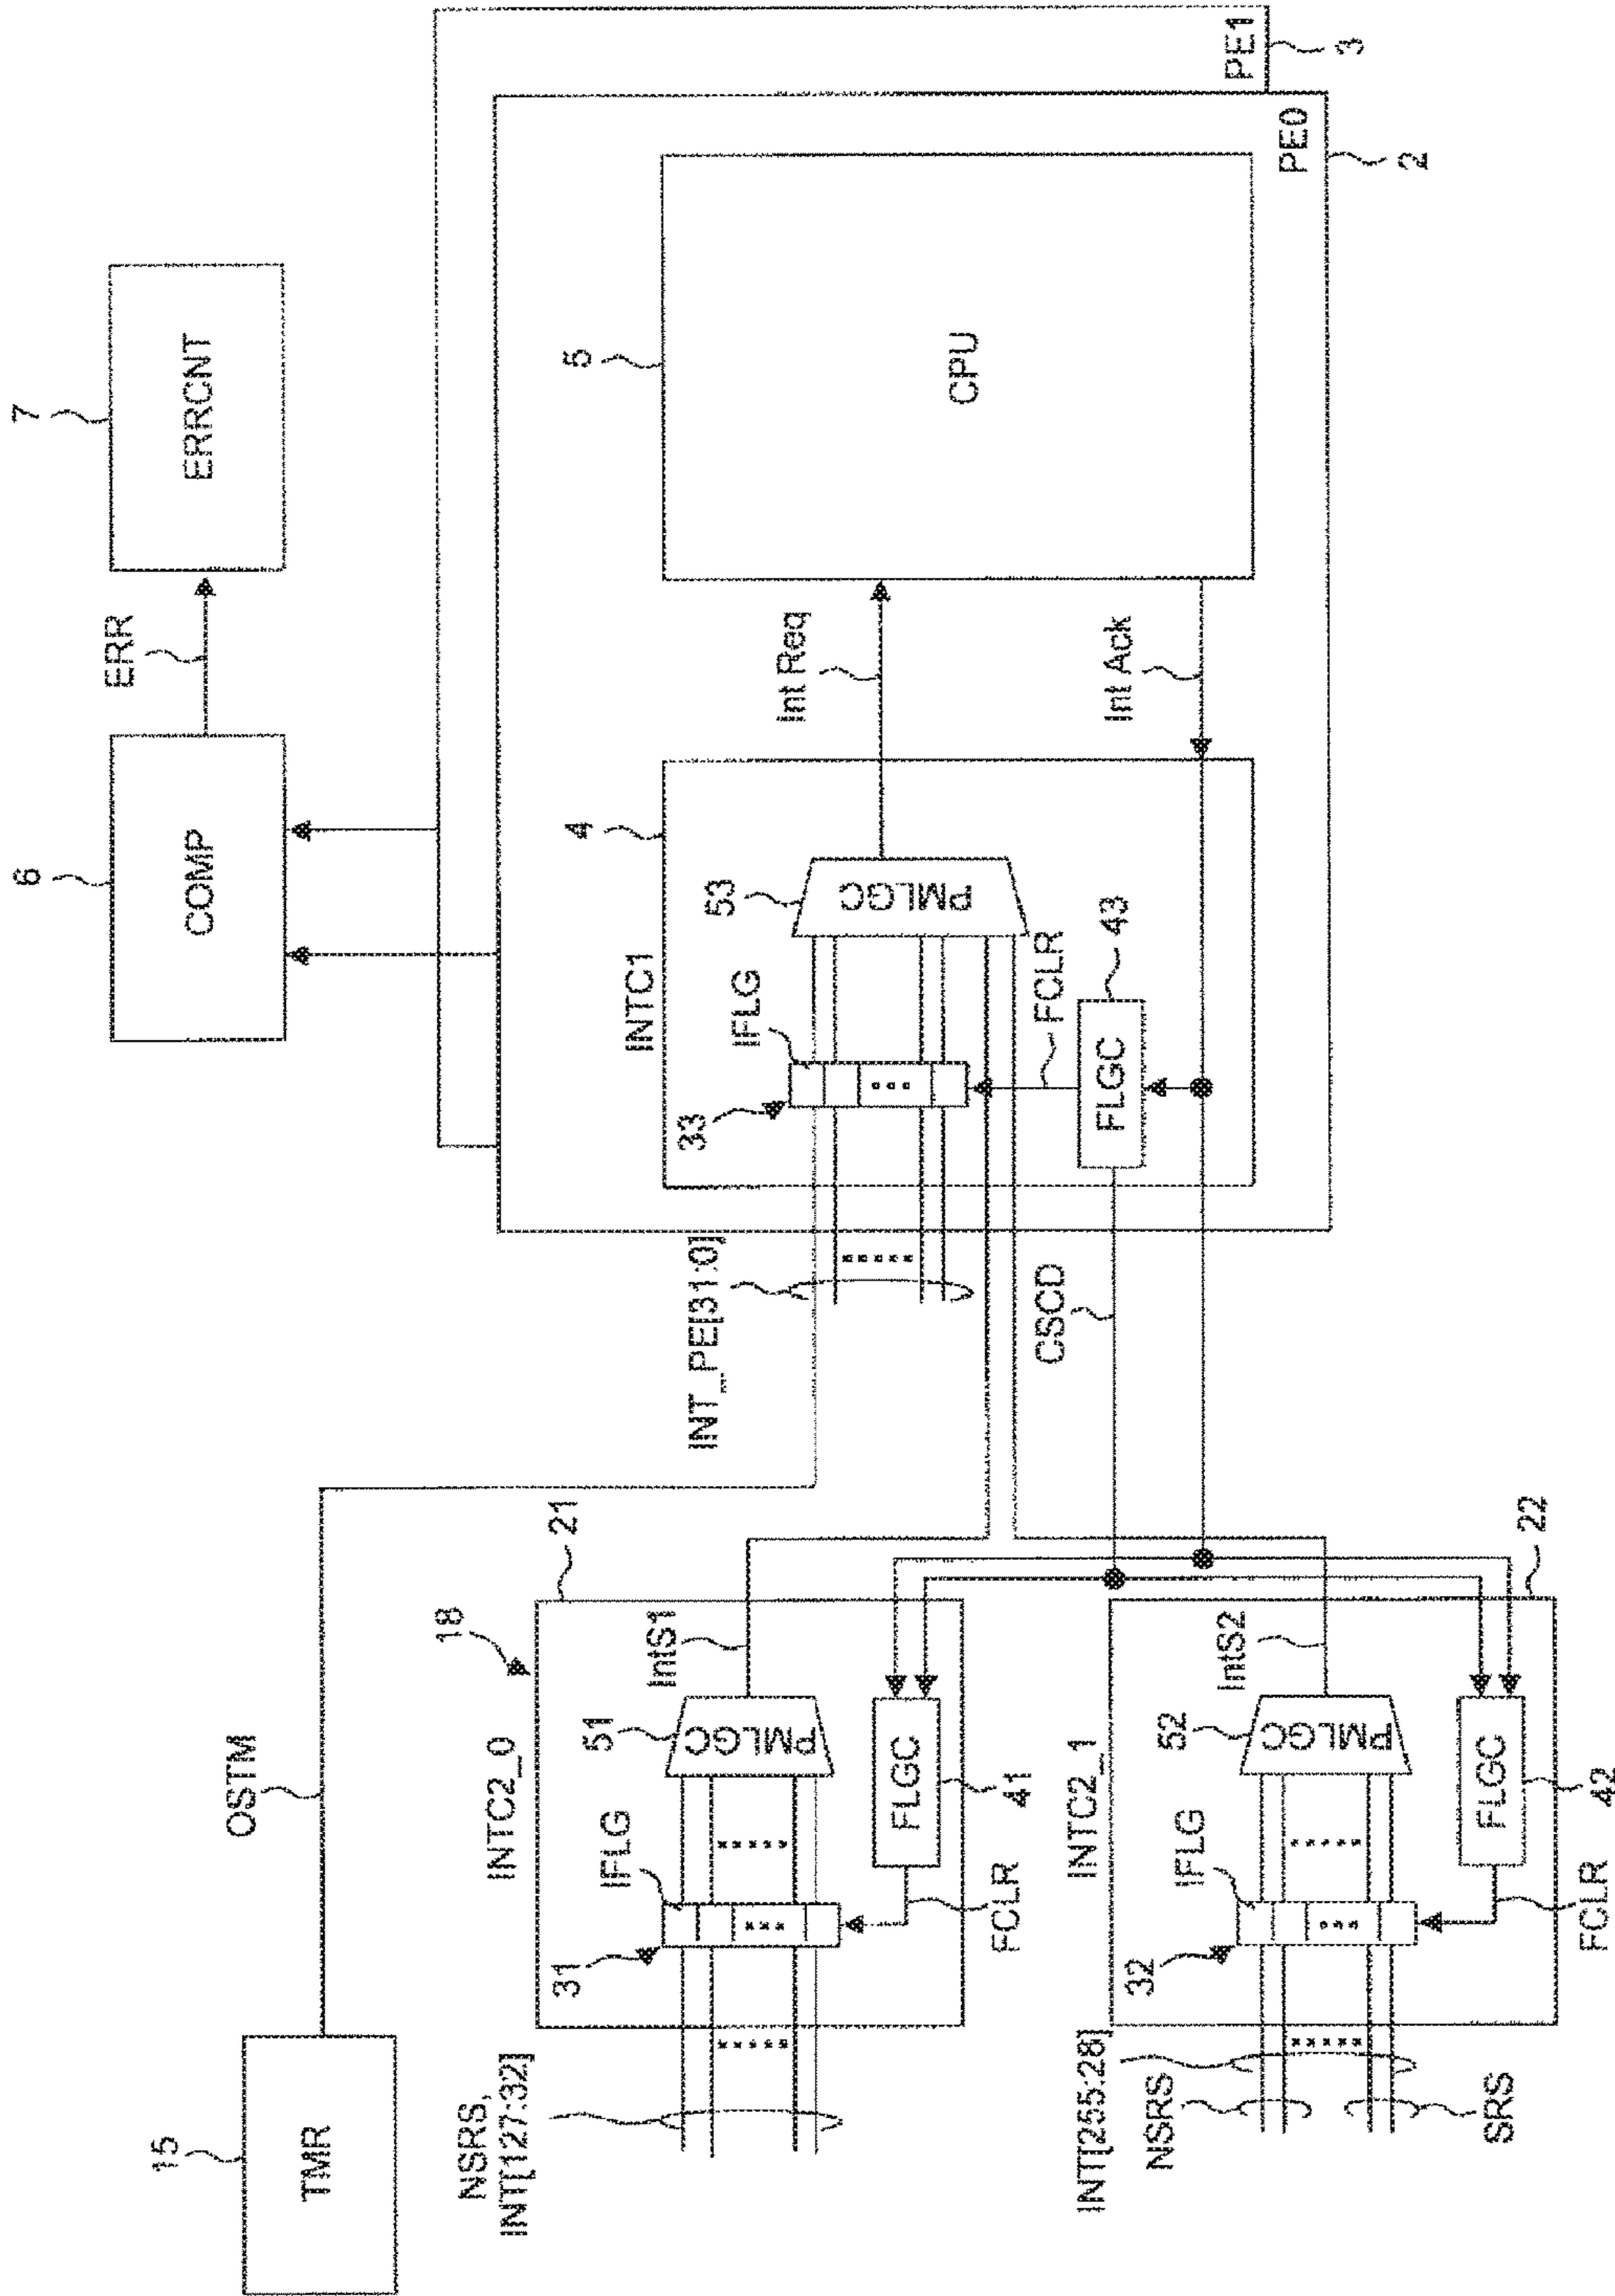 6
7
ERR
COMP
ERRCNT
15
TMR
OSTM
18
NSRS,
INT[127:32]
INTC2_0
21
31
IFLG
51
PMLGC
IntS1
FLGC
41
FCLR
INTC2_1
22
INT[255:28]
NSRS
SRS
32
IFLG
52
PMLGC
IntS2
FLGC
42
FCLR
INT_PE[31:0]
CSCD
INTC1
4
33
IFLG
53
PMLGC
FCLR
FLGC
43
Int Req
Int Ack
5
CPU
PE0
2
PE1
3